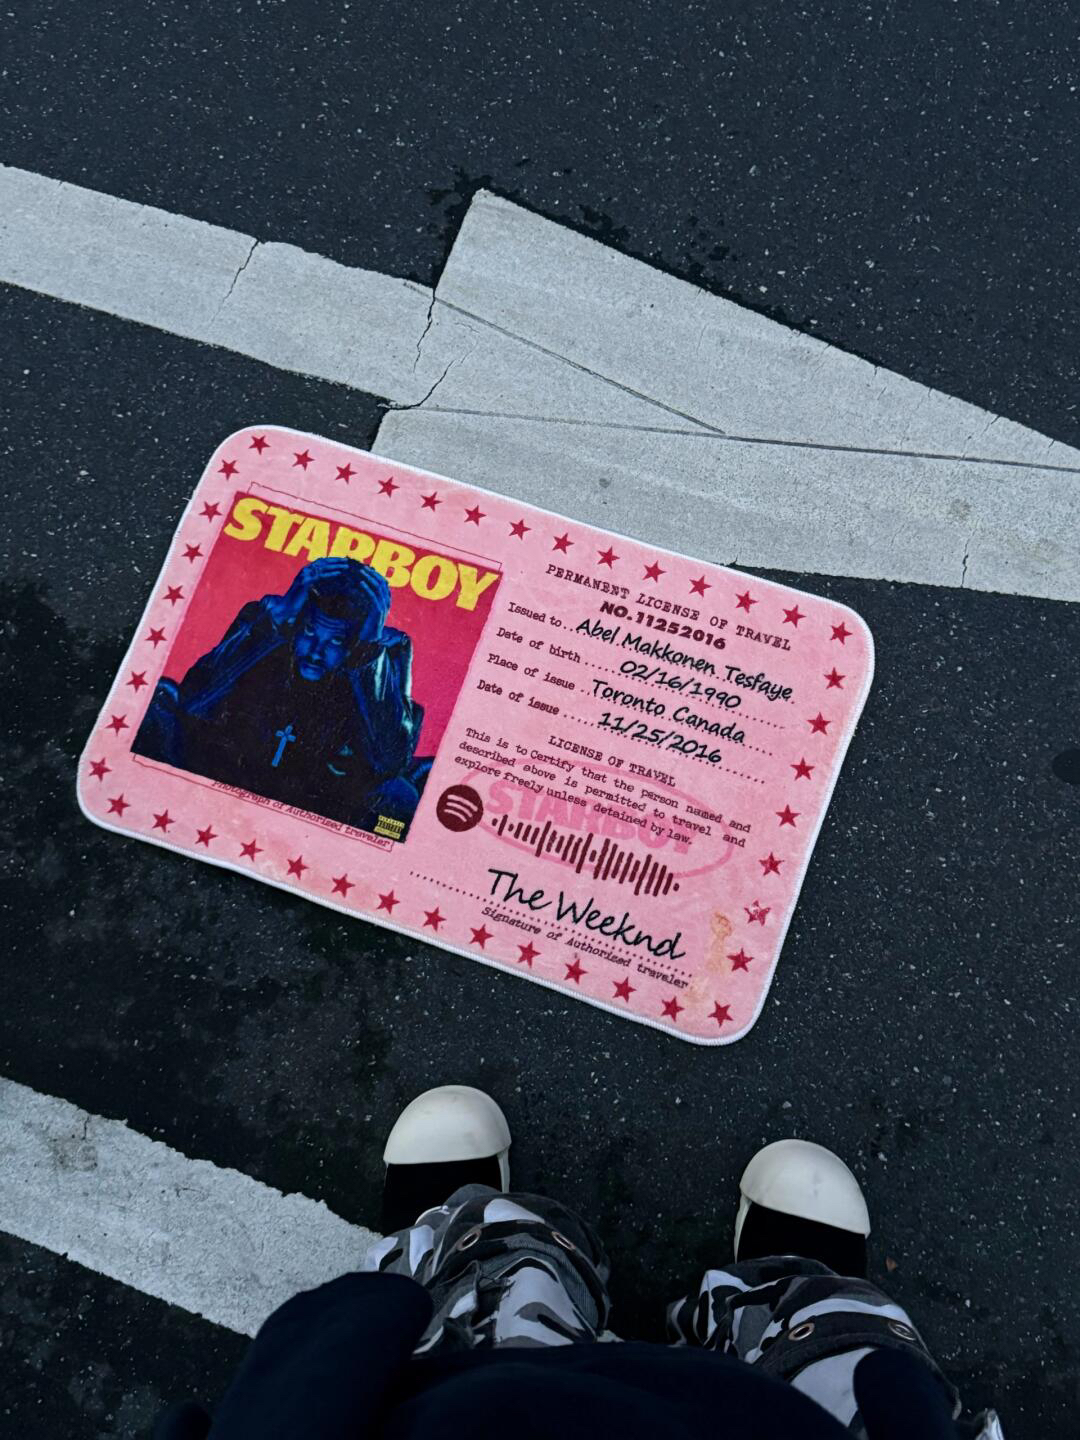 STARBOY
Photograph of Authorized traveler
PERMANENT LICENSE OF TRAVEL
NO. 11252016
Issued to...Abel Makkonen Tesfaye
Date of birth.....02/16/1990
Place of issue..Toronto Canada
Date of issue.....11/25/2016
LICENSE OF TRAVEL
This is to Certify that the person named and
described above is permitted to travel and
explore freely unless detained by law.
STARBOY
The Weeknd
Signature of Authorized traveler